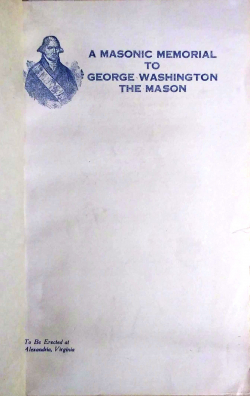 A MASONIC MEMORIAL
TO
GEORGE WASHINGTON
THE MASON
To Be Erected at
Alexandria, Virginia